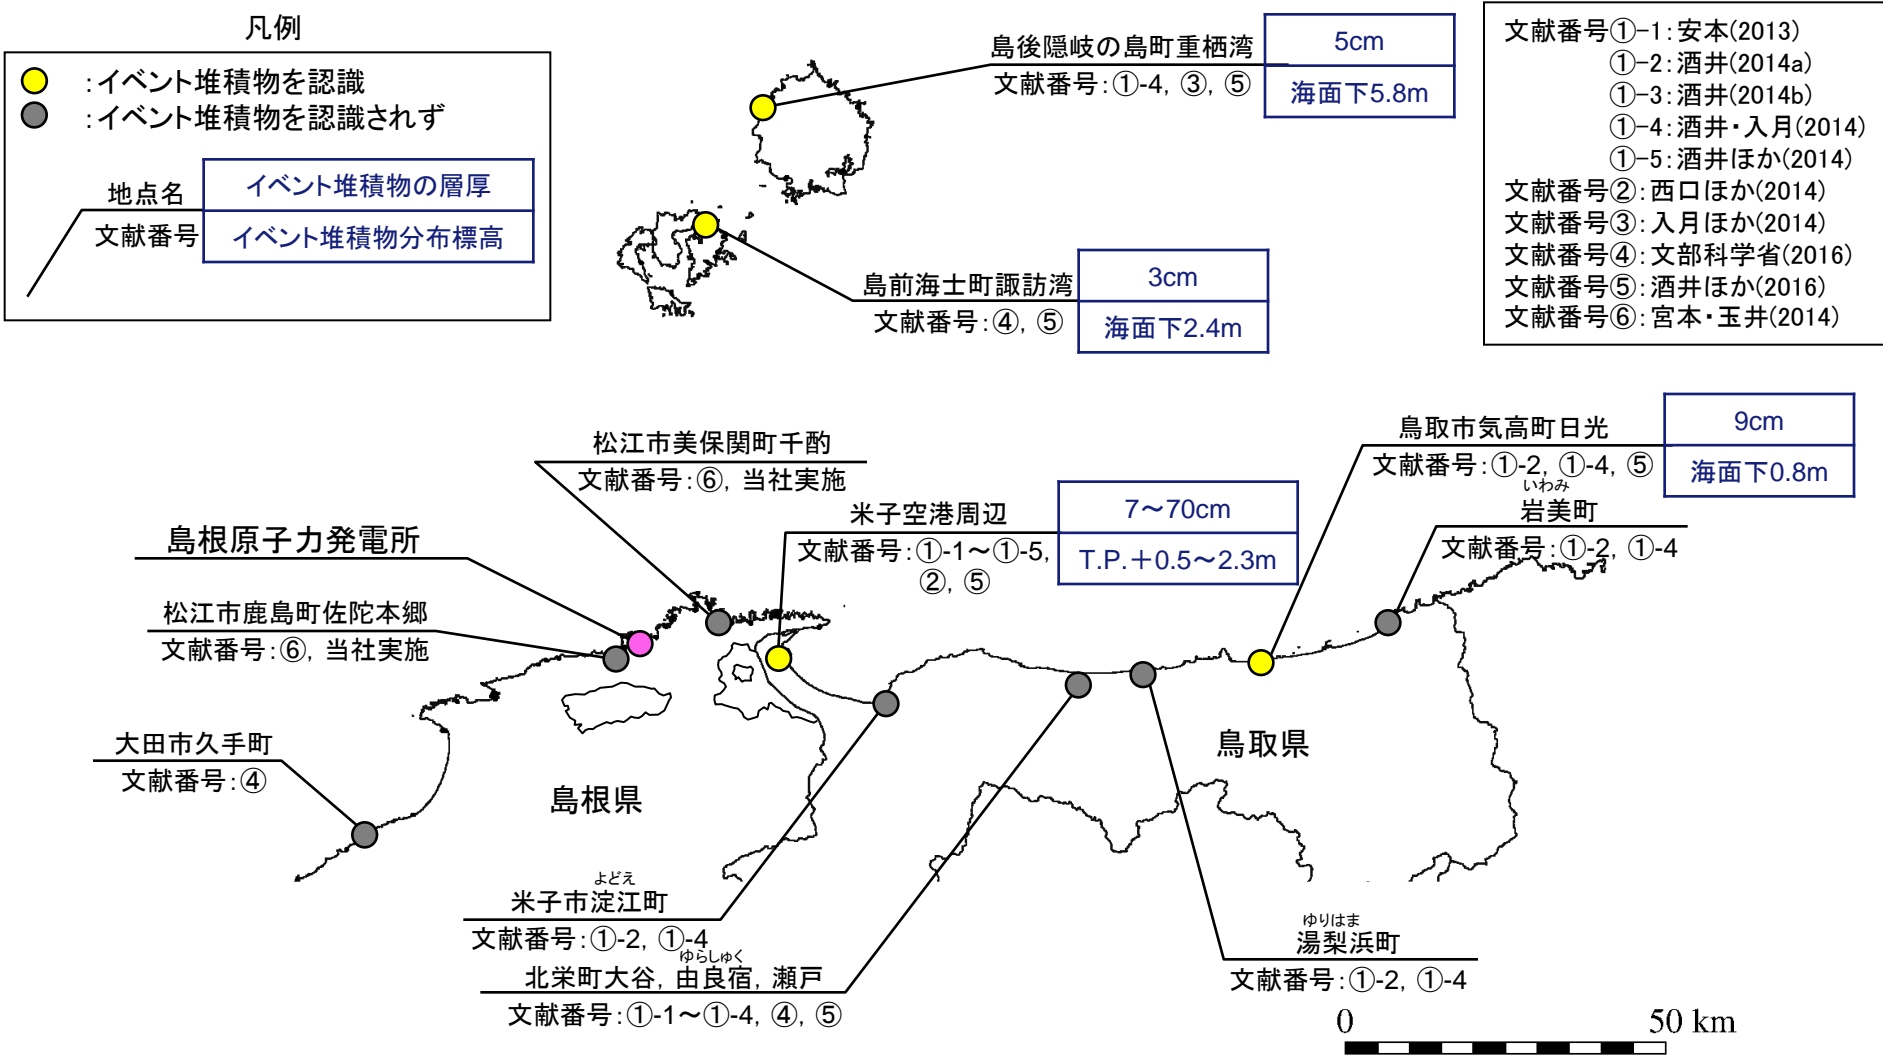 凡例
：イベント堆積物を認識
：イベント堆積物を認識されず
地点名
文献番号
イベント堆積物の層厚
イベント堆積物分布標高
島後隠岐の島町重栖湾
文献番号：①-4, ③, ⑤
5cm
海面下5.8m
島前海士町諏訪湾
文献番号：④, ⑤
3cm
海面下2.4m
文献番号①-1：安本(2013)
①-2：酒井(2014a)
①-3：酒井(2014b)
①-4：酒井・入月(2014)
①-5：酒井ほか(2014)
文献番号②：西口ほか(2014)
文献番号③：入月ほか(2014)
文献番号④：文部科学省(2016)
文献番号⑤：酒井ほか(2016)
文献番号⑥：宮本・玉井(2014)
松江市美保関町千酌
文献番号：⑥, 当社実施
島根原子力発電所
松江市鹿島町佐陀本郷
文献番号：⑥, 当社実施
大田市久手町
文献番号：④
米子空港周辺
文献番号：①-1～①-5,
②, ⑤
7～70cm
T.P.＋0.5～2.3m
鳥取市気高町日光
文献番号：①-2, ①-4, ⑤
9cm
海面下0.8m
いわみ
岩美町
文献番号：①-2, ①-4
島根県
鳥取県
よどえ
米子市淀江町
文献番号：①-2, ①-4
ゆらしゅく
北栄町大谷, 由良宿, 瀬戸
文献番号：①-1～①-4, ④, ⑤
ゆりはま
湯梨浜町
文献番号：①-2, ①-4
0
50 km